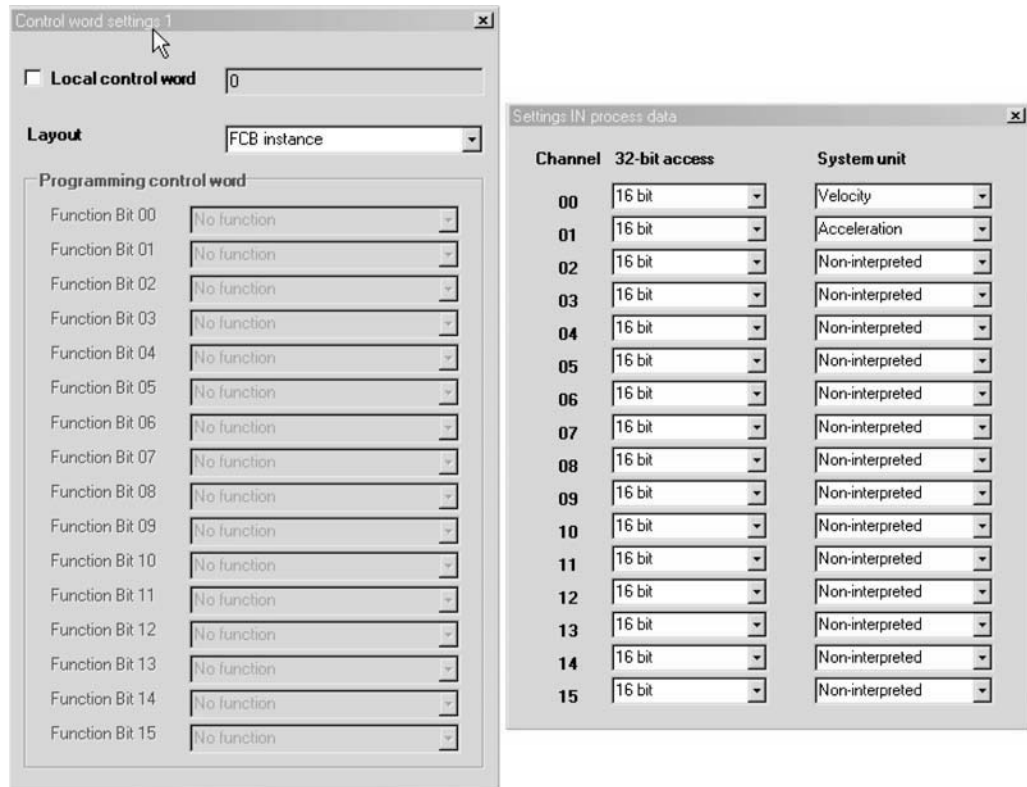 Control word settings 1
Local control word 0
Layout FCB instance
Programming control word
Function Bit 00 No function
Function Bit 01 No function
Function Bit 02 No function
Function Bit 03 No function
Function Bit 04 No function
Function Bit 05 No function
Function Bit 06 No function
Function Bit 07 No function
Function Bit 08 No function
Function Bit 09 No function
Function Bit 10 No function
Function Bit 11 No function
Function Bit 12 No function
Function Bit 13 No function
Function Bit 14 No function
Function Bit 15 No function
Settings IN process data
Channel 32-bit access System unit
00 16 bit Velocity
01 16 bit Acceleration
02 16 bit Non-interpreted
03 16 bit Non-interpreted
04 16 bit Non-interpreted
05 16 bit Non-interpreted
06 16 bit Non-interpreted
07 16 bit Non-interpreted
08 16 bit Non-interpreted
09 16 bit Non-interpreted
10 16 bit Non-interpreted
11 16 bit Non-interpreted
12 16 bit Non-interpreted
13 16 bit Non-interpreted
14 16 bit Non-interpreted
15 16 bit Non-interpreted